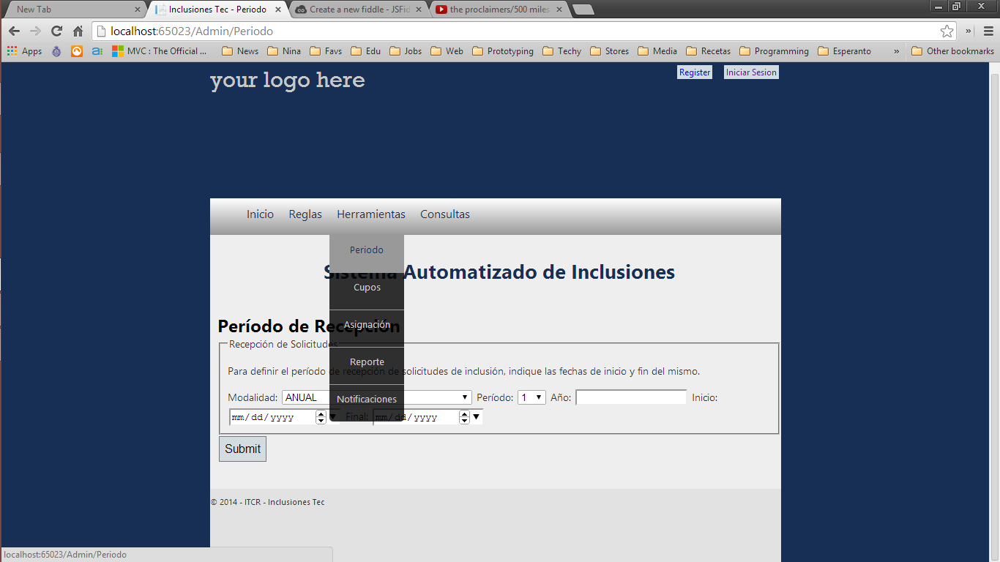 New Tab
Inclusiones Tec - Periodo
Create a new fiddle - JSFid
the proclaimers/500 miles
localhost:65023/Admin/Periodo
Apps
MVC : The Official ...
News
Nina
Favs
Edu
Jobs
Web
Prototyping
Techy
Stores
Media
Recetas
Programming
Esperanto
»
Other bookmarks
your logo here
Register
Iniciar Sesion
Inicio
Reglas
Herramientas
Consultas
Periodo
Sistema Automatizado de Inclusiones
Cupos
Período de Recepción
Asignación
Recepción de Solicitudes
Reporte
Para definir el período de recepción de solicitudes de inclusión, indique las fechas de inicio y fin del mismo.
Notificaciones
Modalidad: ANUAL Período: 1 Año: Inicio:
mm/dd/yyyy Final: mm/dd/yyyy
Submit
© 2014 - ITCR - Inclusiones Tec
localhost:65023/Admin/Periodo